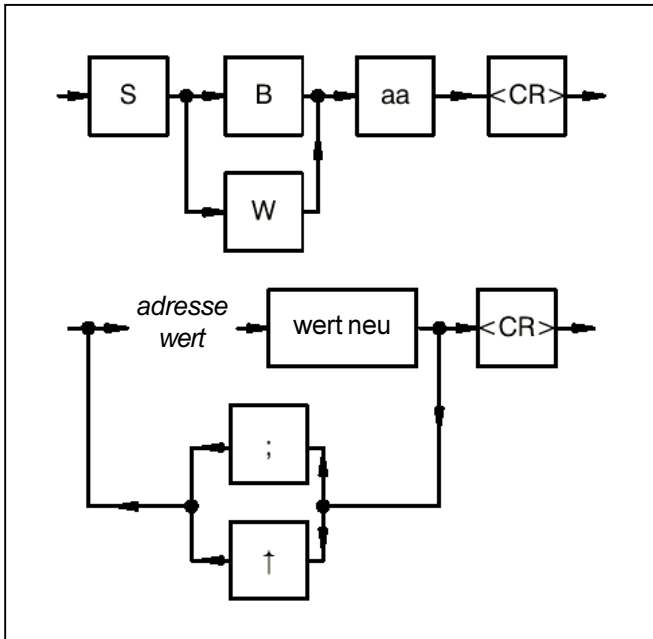 S B aa <CR>
W
adresse wert neu <CR>
wert
;
↑